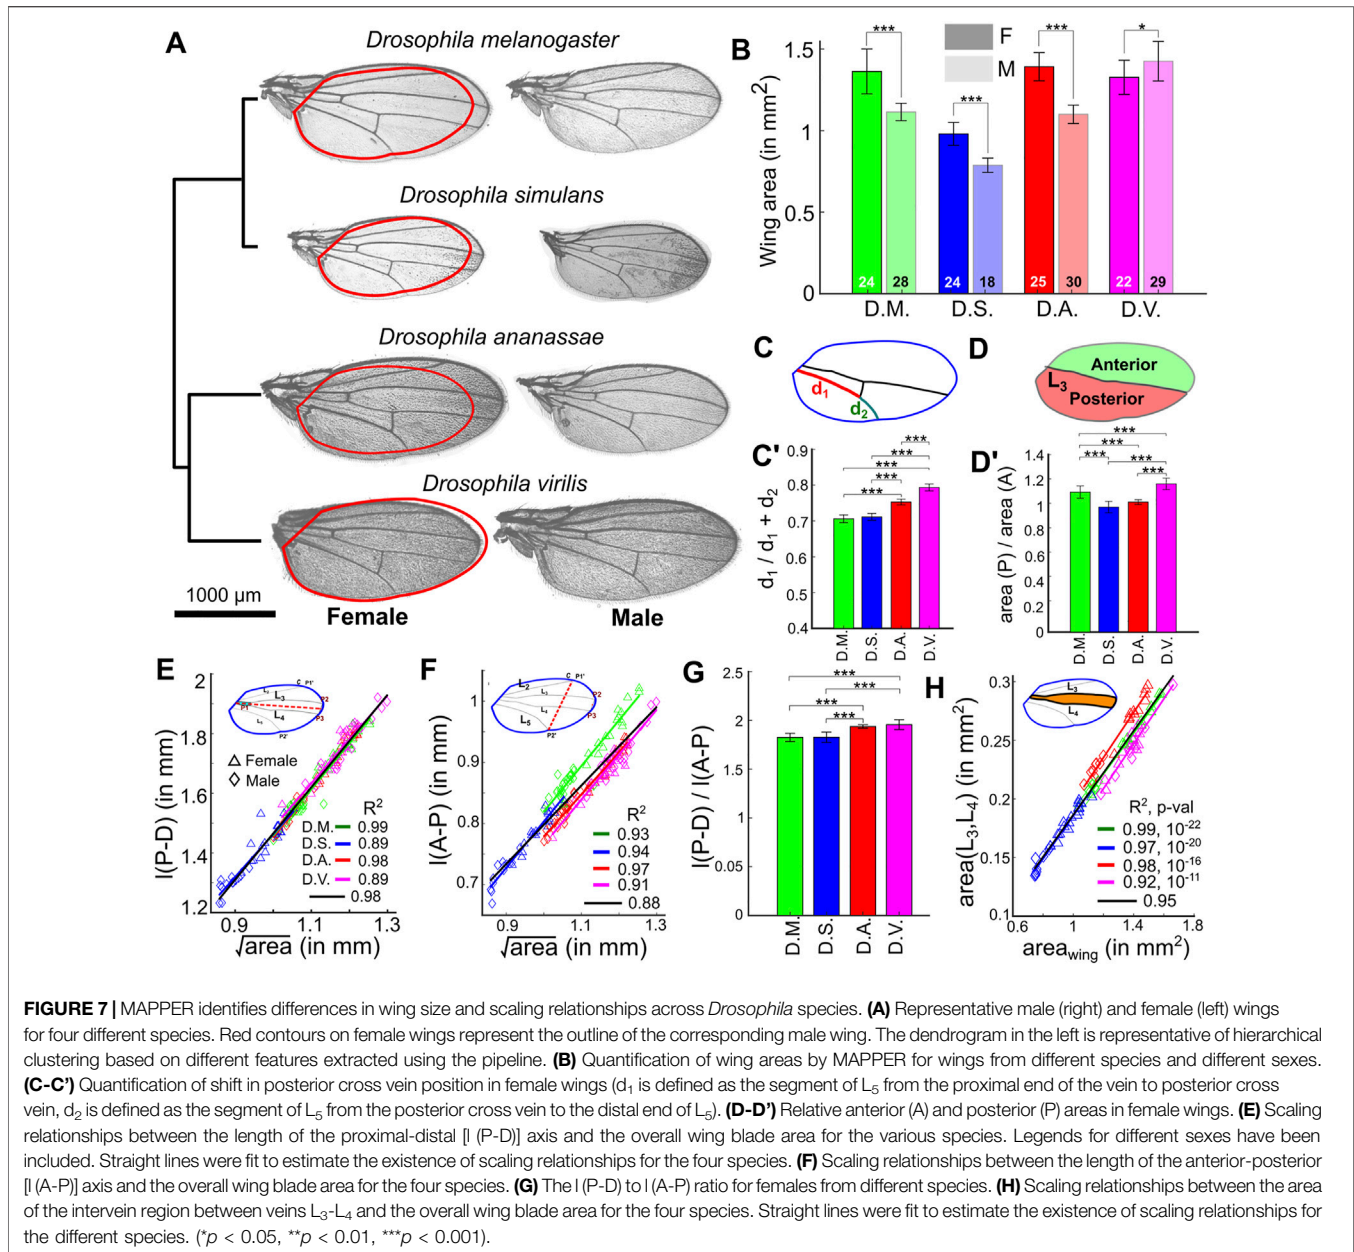 A
Drosophila melanogaster
Drosophila simulans
Drosophila ananassae
Drosophila virilis
1000 µm
Female
Male
B
Wing area (in mm²)
1.5
1
0.5
0
F
M
***
***
***
*
24
28
24
18
25
30
22
29
D.M.
D.S.
D.A.
D.V.
C
d₁
d₂
D
Anterior
L₃
Posterior
C'
d₁ / d₁ + d₂
0.8
0.7
0.6
0.5
0.4
***
***
***
***
***
D.M.
D.S.
D.A.
D.V.
D'
area (P) / area (A)
1.4
1.2
1
0.8
0.6
0.4
0.2
0
***
***
***
***
***
D.M.
D.S.
D.A.
D.V.
E
l(P-D) (in mm)
2
1.8
1.6
1.4
1.2
0.9
1.1
1.3
√area (in mm)
L₃
L₄
C
P1'
P1
P2
P3
P2'
Female
Male
R²
D.M. 0.99
D.S. 0.89
D.A. 0.98
D.V. 0.89
0.98
F
l(A-P) (in mm)
1
0.9
0.8
0.7
0.9
1.1
1.3
√area (in mm)
L₂
L₃
L₄
L₅
C
P1'
P2
P3
P2'
R²
0.93
0.94
0.97
0.91
0.88
G
l(P-D) / l(A-P)
2.5
2
1.5
1
0.5
0
***
***
***
***
D.M.
D.S.
D.A.
D.V.
H
area(L₃,L₄) (in mm²)
0.3
0.25
0.2
0.15
0.1
0.6
1
1.4
1.8
area_wing (in mm²)
L₃
L₄
R², p-val
0.99, 10⁻²²
0.97, 10⁻²⁰
0.98, 10⁻¹⁶
0.92, 10⁻¹¹
0.95
FIGURE 7 | MAPPER identifies differences in wing size and scaling relationships across Drosophila species. (A) Representative male (right) and female (left) wings
for four different species. Red contours on female wings represent the outline of the corresponding male wing. The dendrogram in the left is representative of hierarchical
clustering based on different features extracted using the pipeline. (B) Quantification of wing areas by MAPPER for wings from different species and different sexes.
(C-C') Quantification of shift in posterior cross vein position in female wings (d₁ is defined as the segment of L₅ from the proximal end of the vein to posterior cross
vein, d₂ is defined as the segment of L₅ from the posterior cross vein to the distal end of L₅). (D-D') Relative anterior (A) and posterior (P) areas in female wings. (E) Scaling
relationships between the length of the proximal-distal [l (P-D)] axis and the overall wing blade area for the various species. Legends for different sexes have been
included. Straight lines were fit to estimate the existence of scaling relationships for the four species. (F) Scaling relationships between the length of the anterior-posterior
[l (A-P)] axis and the overall wing blade area for the four species. (G) The l (P-D) to l (A-P) ratio for females from different species. (H) Scaling relationships between the area
of the intervein region between veins L₃-L₄ and the overall wing blade area for the four species. Straight lines were fit to estimate the existence of scaling relationships for
the different species. (*p < 0.05, **p < 0.01, ***p < 0.001).